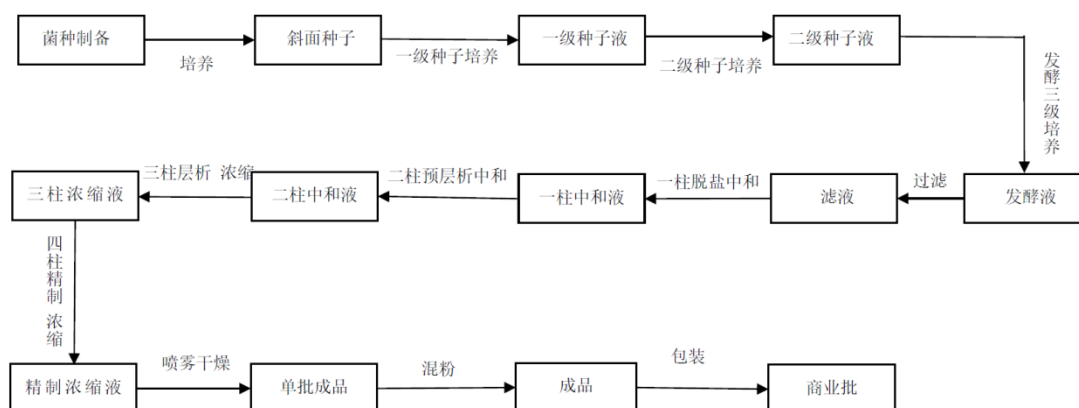 菌种制备
培养
斜面种子
一级种子培养
一级种子液
二级种子培养
二级种子液
发酵三级培养
发酵液
过滤
滤液
一柱脱盐中和
一柱中和液
二柱预层析中和
二柱中和液
三柱层析 浓缩
三柱浓缩液
四柱精制 浓缩
精制浓缩液
喷雾干燥
单批成品
混粉
成品
包装
商业批